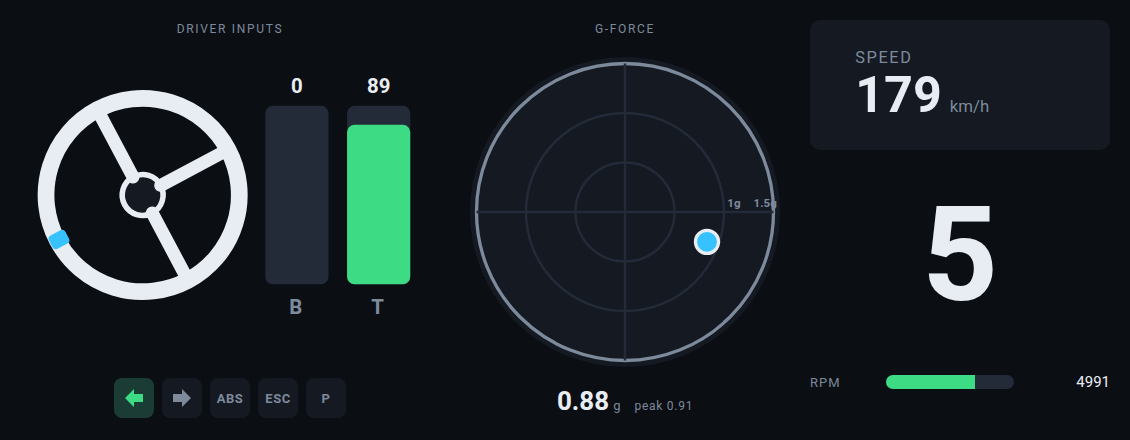 DRIVER INPUTS
0
89
B
T
ABS
ESC
P
G-FORCE
1g
1.5g
0.88 g peak 0.91
SPEED
179 km/h
5
RPM
4991